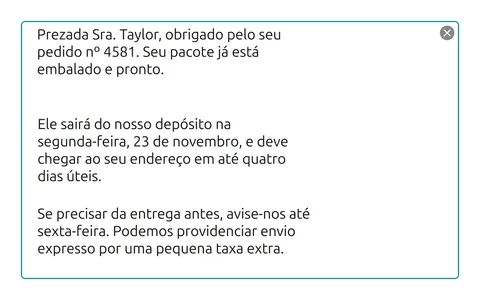 Prezada Sra. Taylor, obrigado pelo seu
pedido nº 4581. Seu pacote já está
embalado e pronto.
Ele sairá do nosso depósito na
segunda-feira, 23 de novembro, e deve
chegar ao seu endereço em até quatro
dias úteis.
Se precisar da entrega antes, avise-nos até
sexta-feira. Podemos providenciar envio
expresso por uma pequena taxa extra.